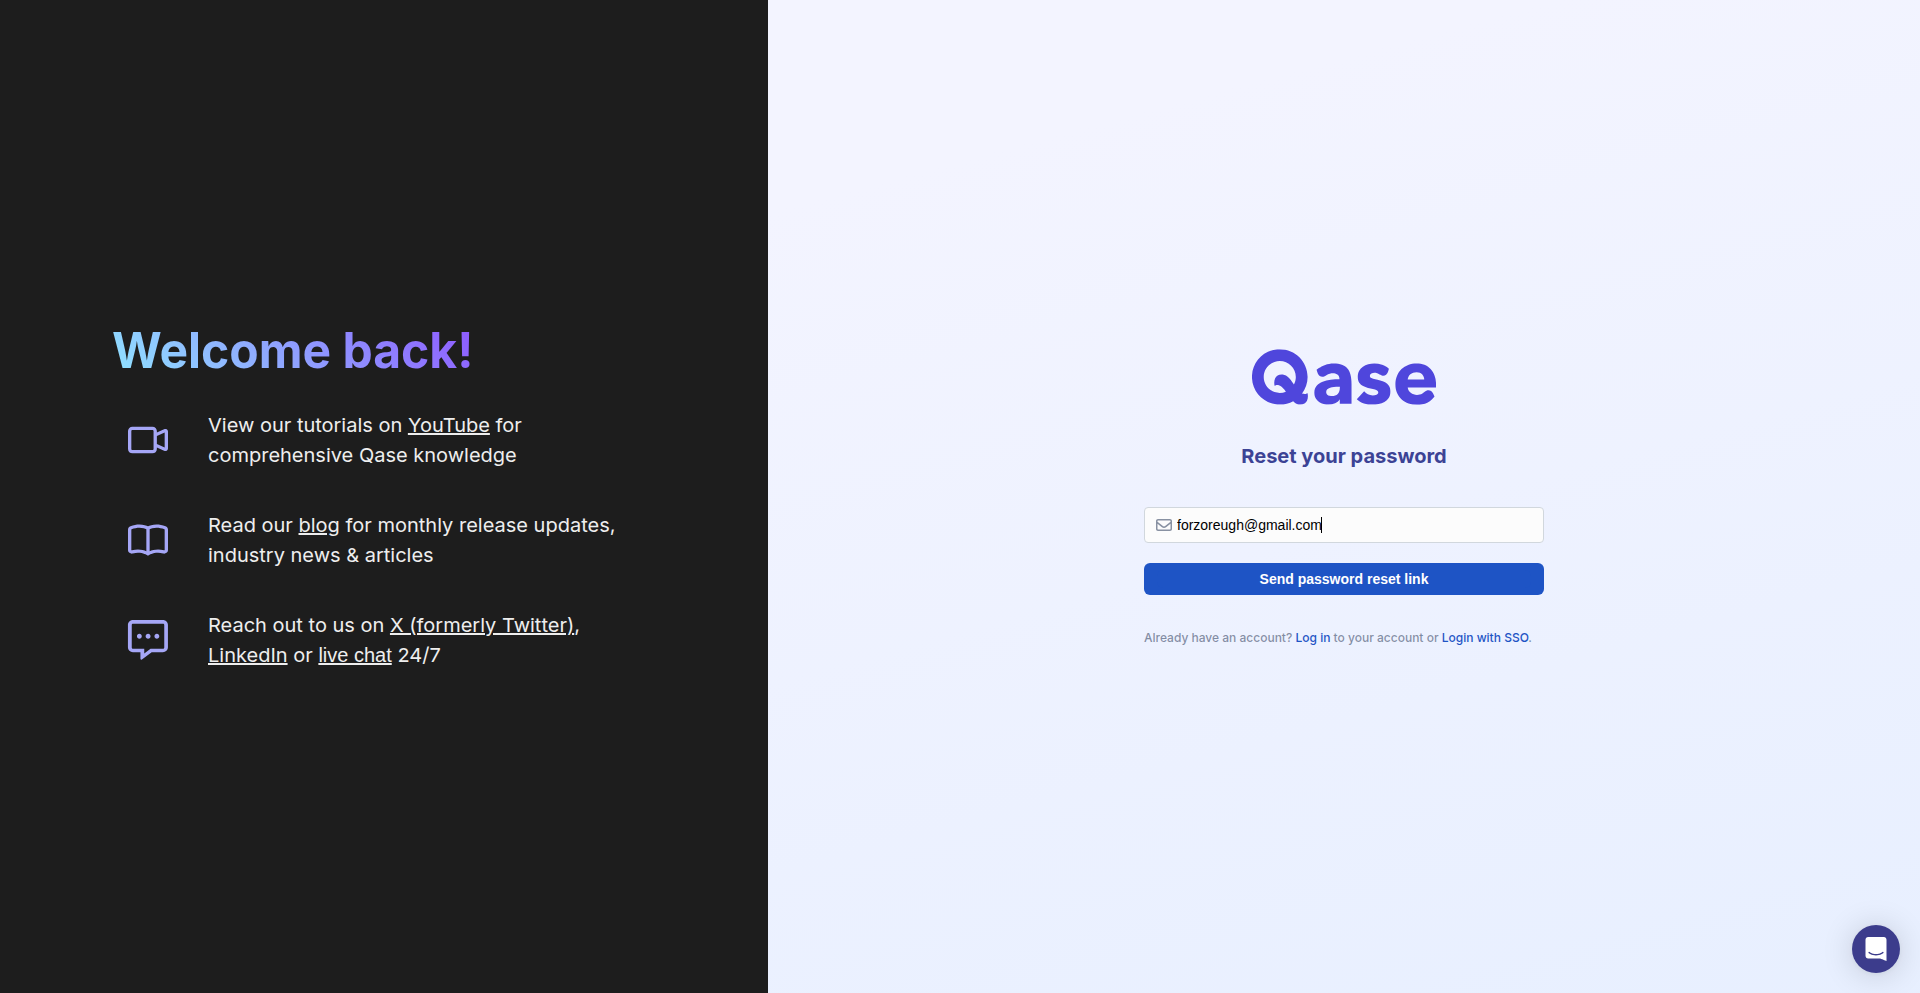 Welcome back!
View our tutorials on YouTube for
comprehensive Qase knowledge
Read our blog for monthly release updates,
industry news & articles
Reach out to us on X (formerly Twitter),
LinkedIn or live chat 24/7
Qase
Reset your password
forzoreugh@gmail.com
Send password reset link
Already have an account? Log in to your account or Login with SSO.